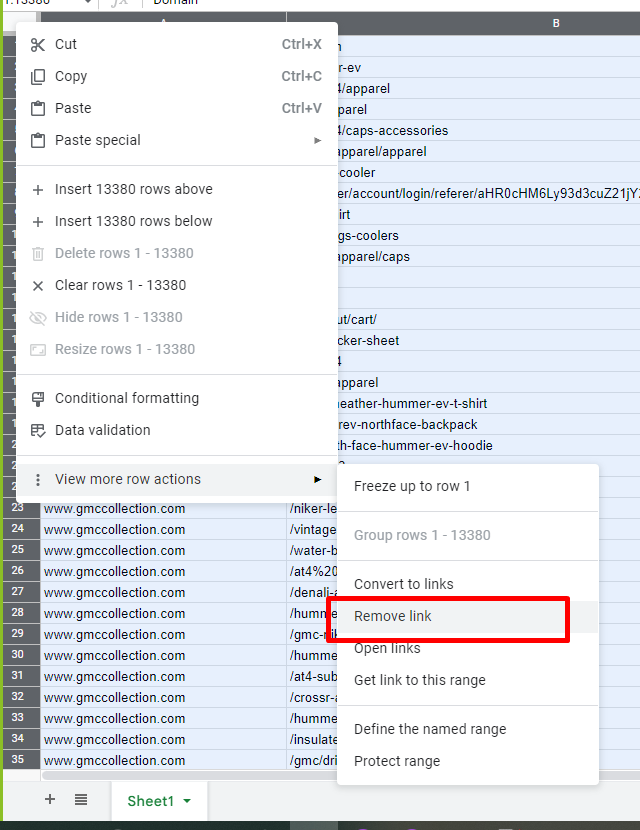 Domain
A B
Cut Ctrl+X
Copy Ctrl+C
r-ev
Paste Ctrl+V
4/apparel
parel
Paste special
4/caps-accessories
apparel/apparel
-cooler
Insert 13380 rows above
er/account/login/referer/aHR0cHM6Ly93d3cuZ21jY2
Insert 13380 rows below
irt
gs-coolers
Delete rows 1 - 13380
apparel/caps
Clear rows 1 - 13380
Hide rows 1 - 13380
ut/cart/
Resize rows 1 - 13380
cker-sheet
4
apparel
Conditional formatting
heather-hummer-ev-t-shirt
Data validation
rev-northface-backpack
th-face-hummer-ev-hoodie
View more row actions
Freeze up to row 1
23 www.gmccollection.com /niker-le
24 www.gmccollection.com /vintage
Group rows 1 - 13380
25 www.gmccollection.com /water-b
26 www.gmccollection.com /at4%20
Convert to links
27 www.gmccollection.com /denali-a
28 www.gmccollection.com /humme
Remove link
29 www.gmccollection.com /gmc-nik
Open links
30 www.gmccollection.com /humme
31 www.gmccollection.com /at4-sub
Get link to this range
32 www.gmccollection.com /crossr-a
33 www.gmccollection.com /humme
Define the named range
34 www.gmccollection.com /insulate
35 www.gmccollection.com /gmc/dri
Protect range
Sheet1